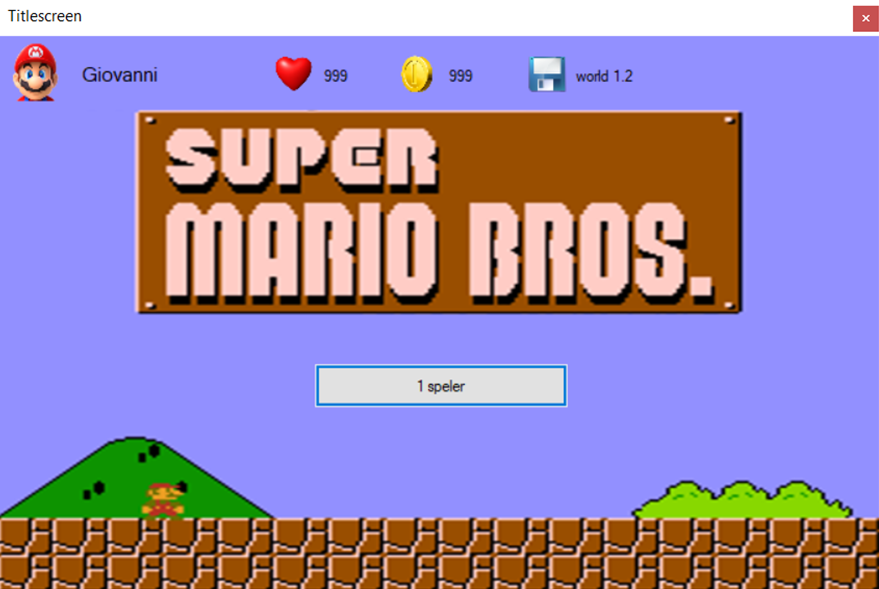 Titlescreen
Giovanni 999 999 world 1.2
SUPER
MARIO BROS.
1 speler